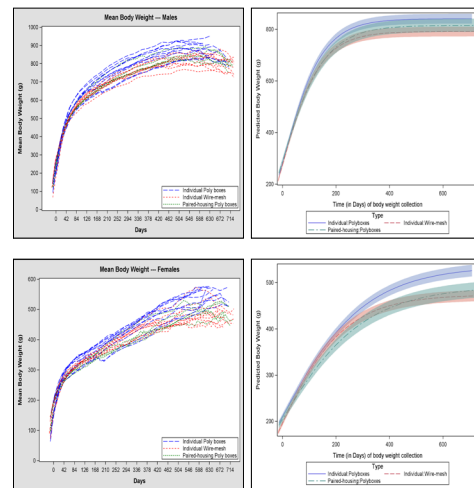 Mean Body Weight --- Males
Mean Body Weight (g)
1000
900
800
700
600
500
400
300
200
100
0
0 42 84 126 168 210 252 294 336 378 420 462 504 546 588 630 672 714
Days
Individual Poly boxes
Individual Wire-mesh
Paired-housing Poly boxes
Predicted Body Weight (g)
800
600
400
200
0 200 400 600
Time (in Days) of body weight collection
Type
Individual Polyboxes
Individual Wire-mesh
Paired-housing Polyboxes
Mean Body Weight --- Females
Mean Body Weight (g)
600
500
400
300
200
100
0
0 42 84 126 168 210 252 294 336 378 420 462 504 546 588 630 672 714
Days
Individual Poly boxes
Individual Wire-mesh
Paired-housing Poly boxes
Predicted Body Weight (g)
500
400
300
200
0 200 400 600
Time (in Days) of body weight collection
Type
Individual Polyboxes
Individual Wire-mesh
Paired-housing Polyboxes